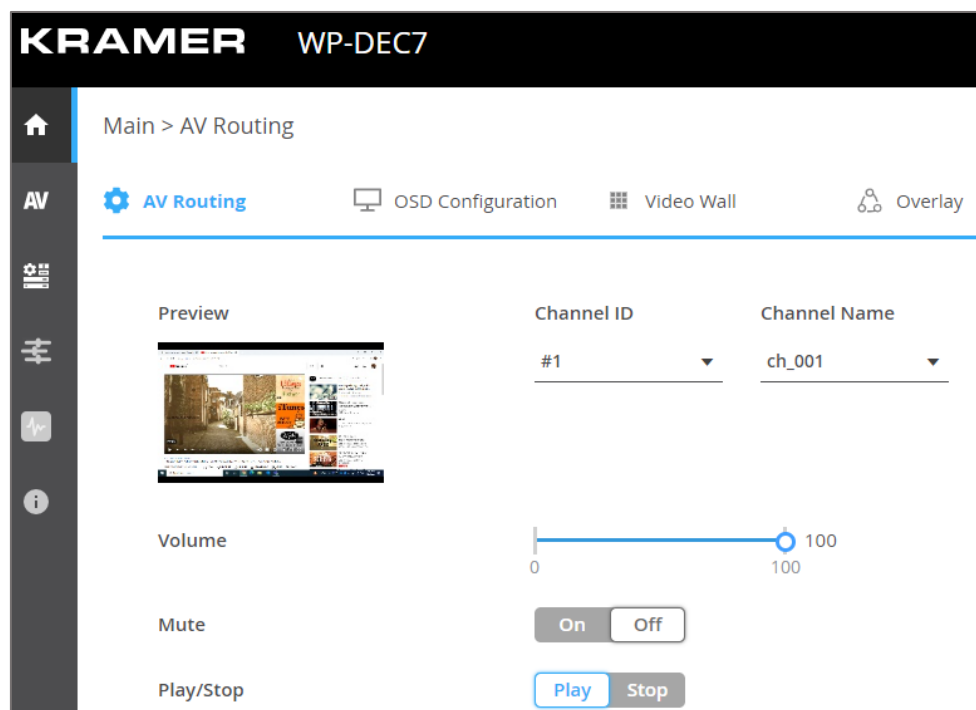 KRAMER WP-DEC7
Main > AV Routing
AV
AV Routing OSD Configuration Video Wall Overlay
Preview Channel ID Channel Name
#1 ch_001
Volume 100
0 100
Mute On Off
Play/Stop Play Stop